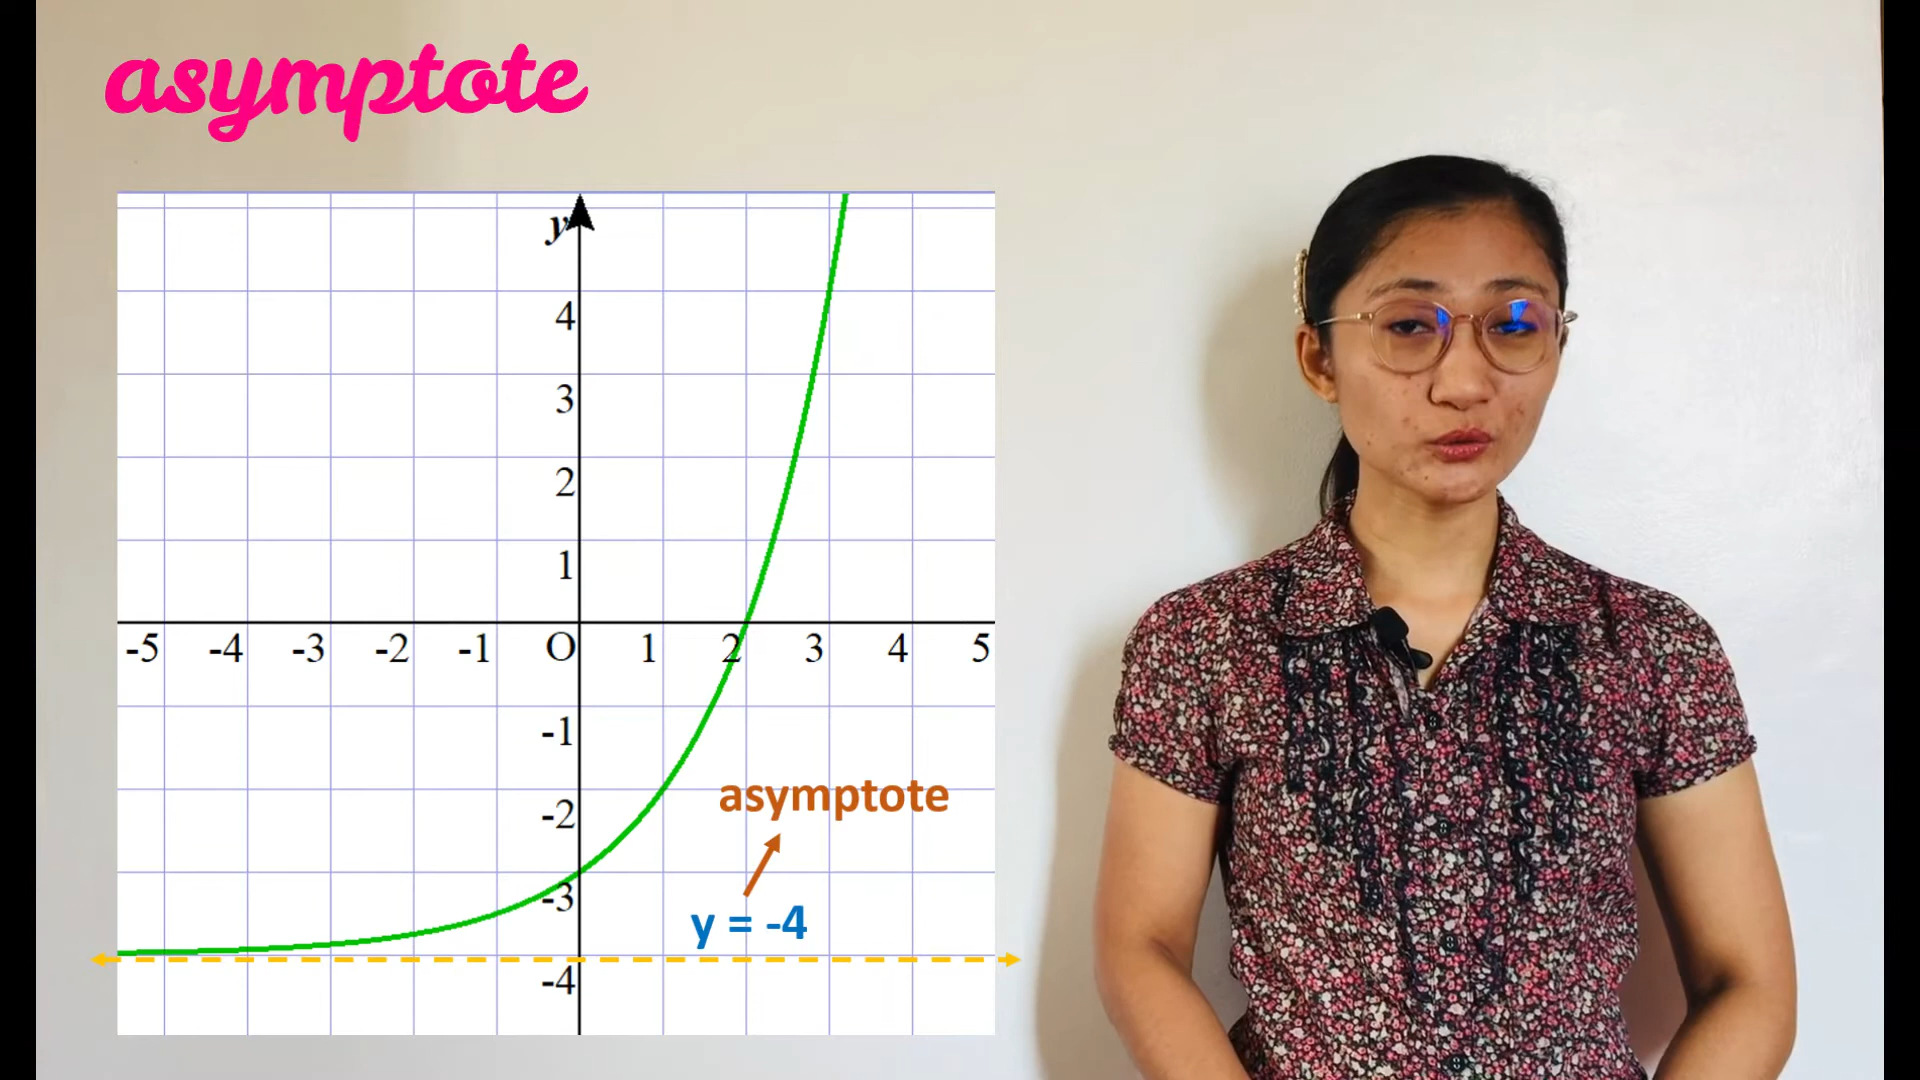 asymptote
y
4
3
2
1
-5 -4 -3 -2 -1 O 1 2 3 4 5
-1
-2
asymptote
-3
y = -4
-4